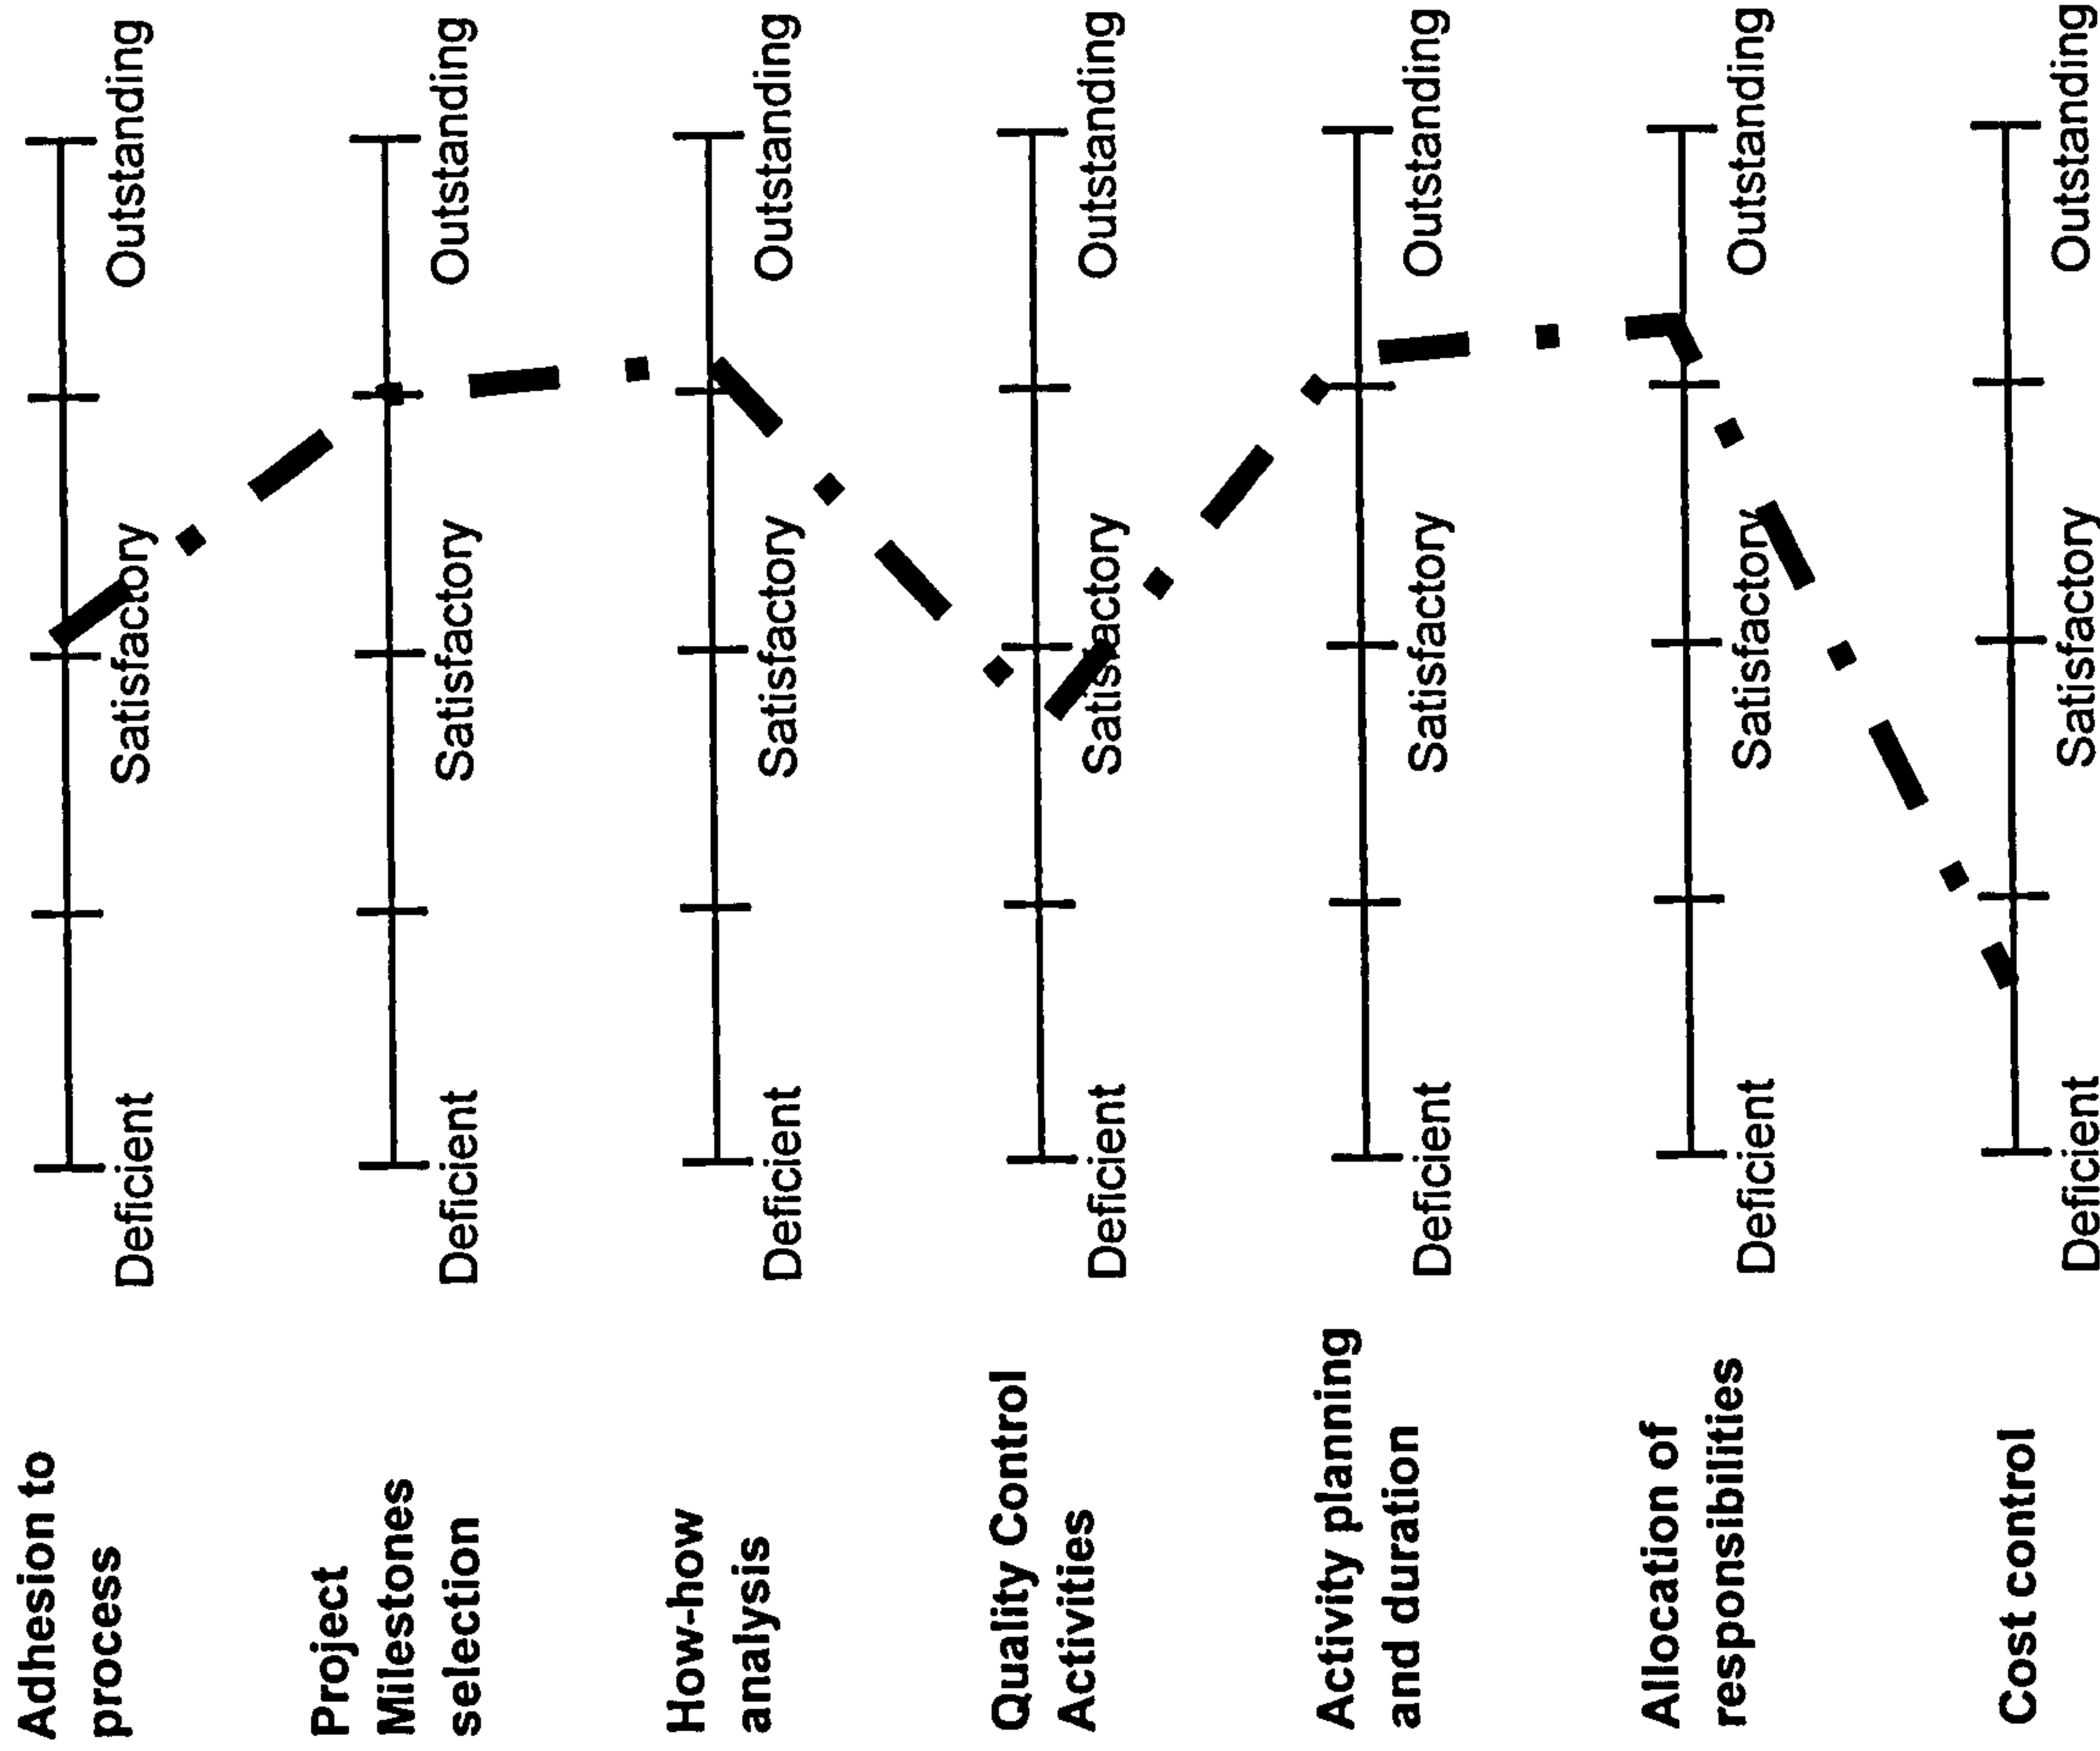 Adhesion to
process
Deficient Satisfactory Outstanding
Project
Milestones
selection
Deficient Satisfactory Outstanding
How-how
analysis
Deficient Satisfactory Outstanding
Quality Control
Activities
Deficient Satisfactory Outstanding
Activity planning
and duration
Deficient Satisfactory Outstanding
Allocation of
responsibilities
Deficient Satisfactory Outstanding
Cost control
Deficient Satisfactory Outstanding